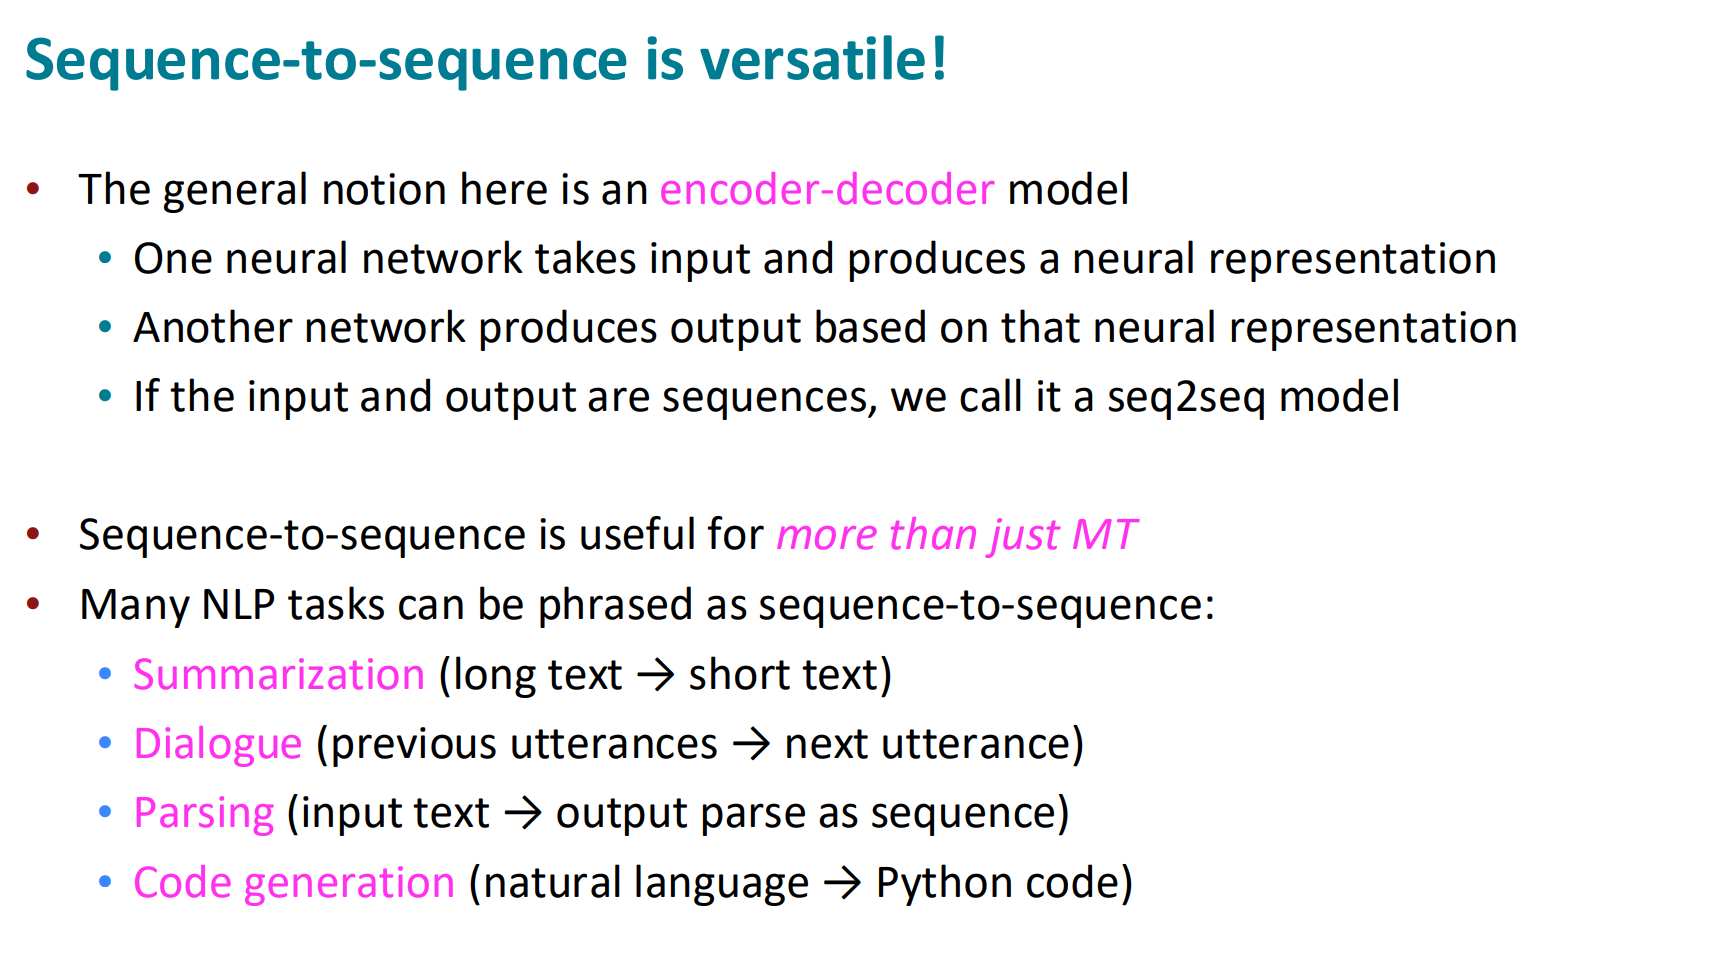 Sequence-to-sequence is versatile!
• The general notion here is an encoder-decoder model
• One neural network takes input and produces a neural representation
• Another network produces output based on that neural representation
• If the input and output are sequences, we call it a seq2seq model
• Sequence-to-sequence is useful for more than just MT
• Many NLP tasks can be phrased as sequence-to-sequence:
• Summarization (long text → short text)
• Dialogue (previous utterances → next utterance)
• Parsing (input text → output parse as sequence)
• Code generation (natural language → Python code)